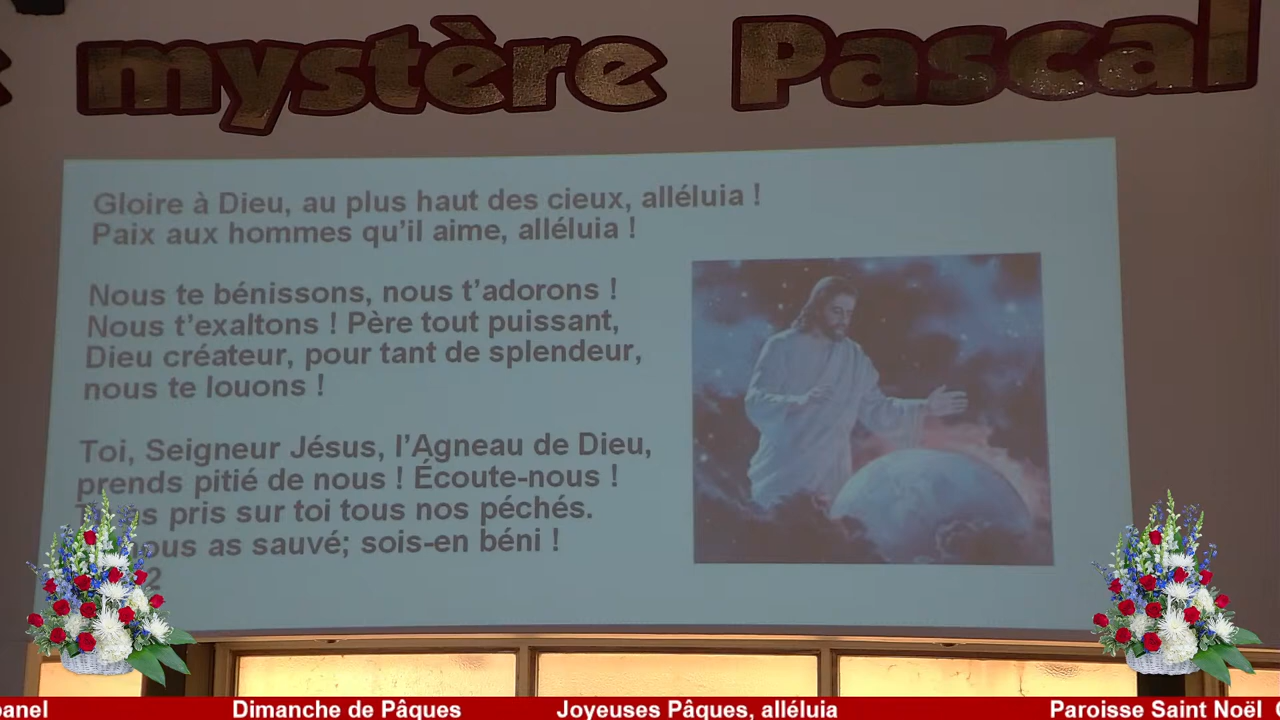 mystère Pascal
Gloire à Dieu, au plus haut des cieux, alléluia !
Paix aux hommes qu’il aime, alléluia !
Nous te bénissons, nous t’adorons !
Nous t’exaltons ! Père tout puissant,
Dieu créateur, pour tant de splendeur,
nous te louons !
Toi, Seigneur Jésus, l’Agneau de Dieu,
prends pitié de nous ! Écoute-nous !
pris sur toi tous nos péchés.
as sauvé; sois-en béni !
2
Dimanche de Pâques Joyeuses Pâques, alléluia Paroisse Saint Noël